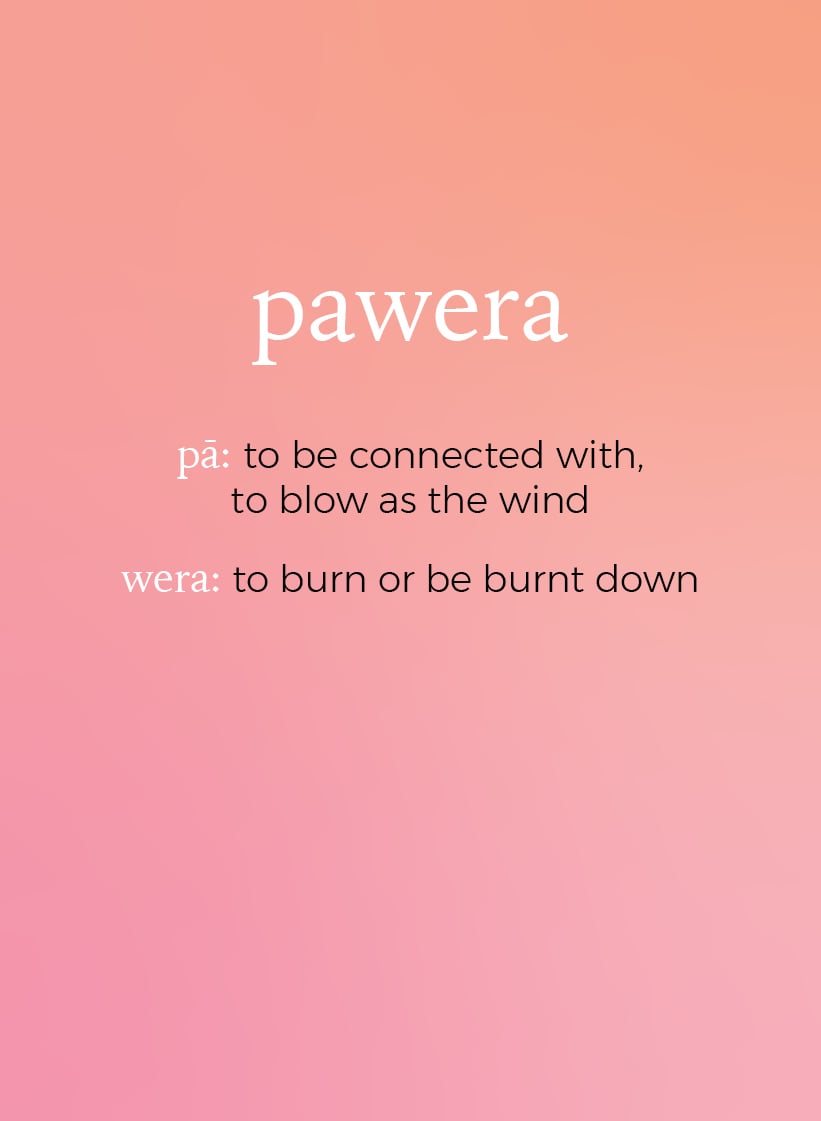 pawera
pā: to be connected with,
to blow as the wind
wera: to burn or be burnt down